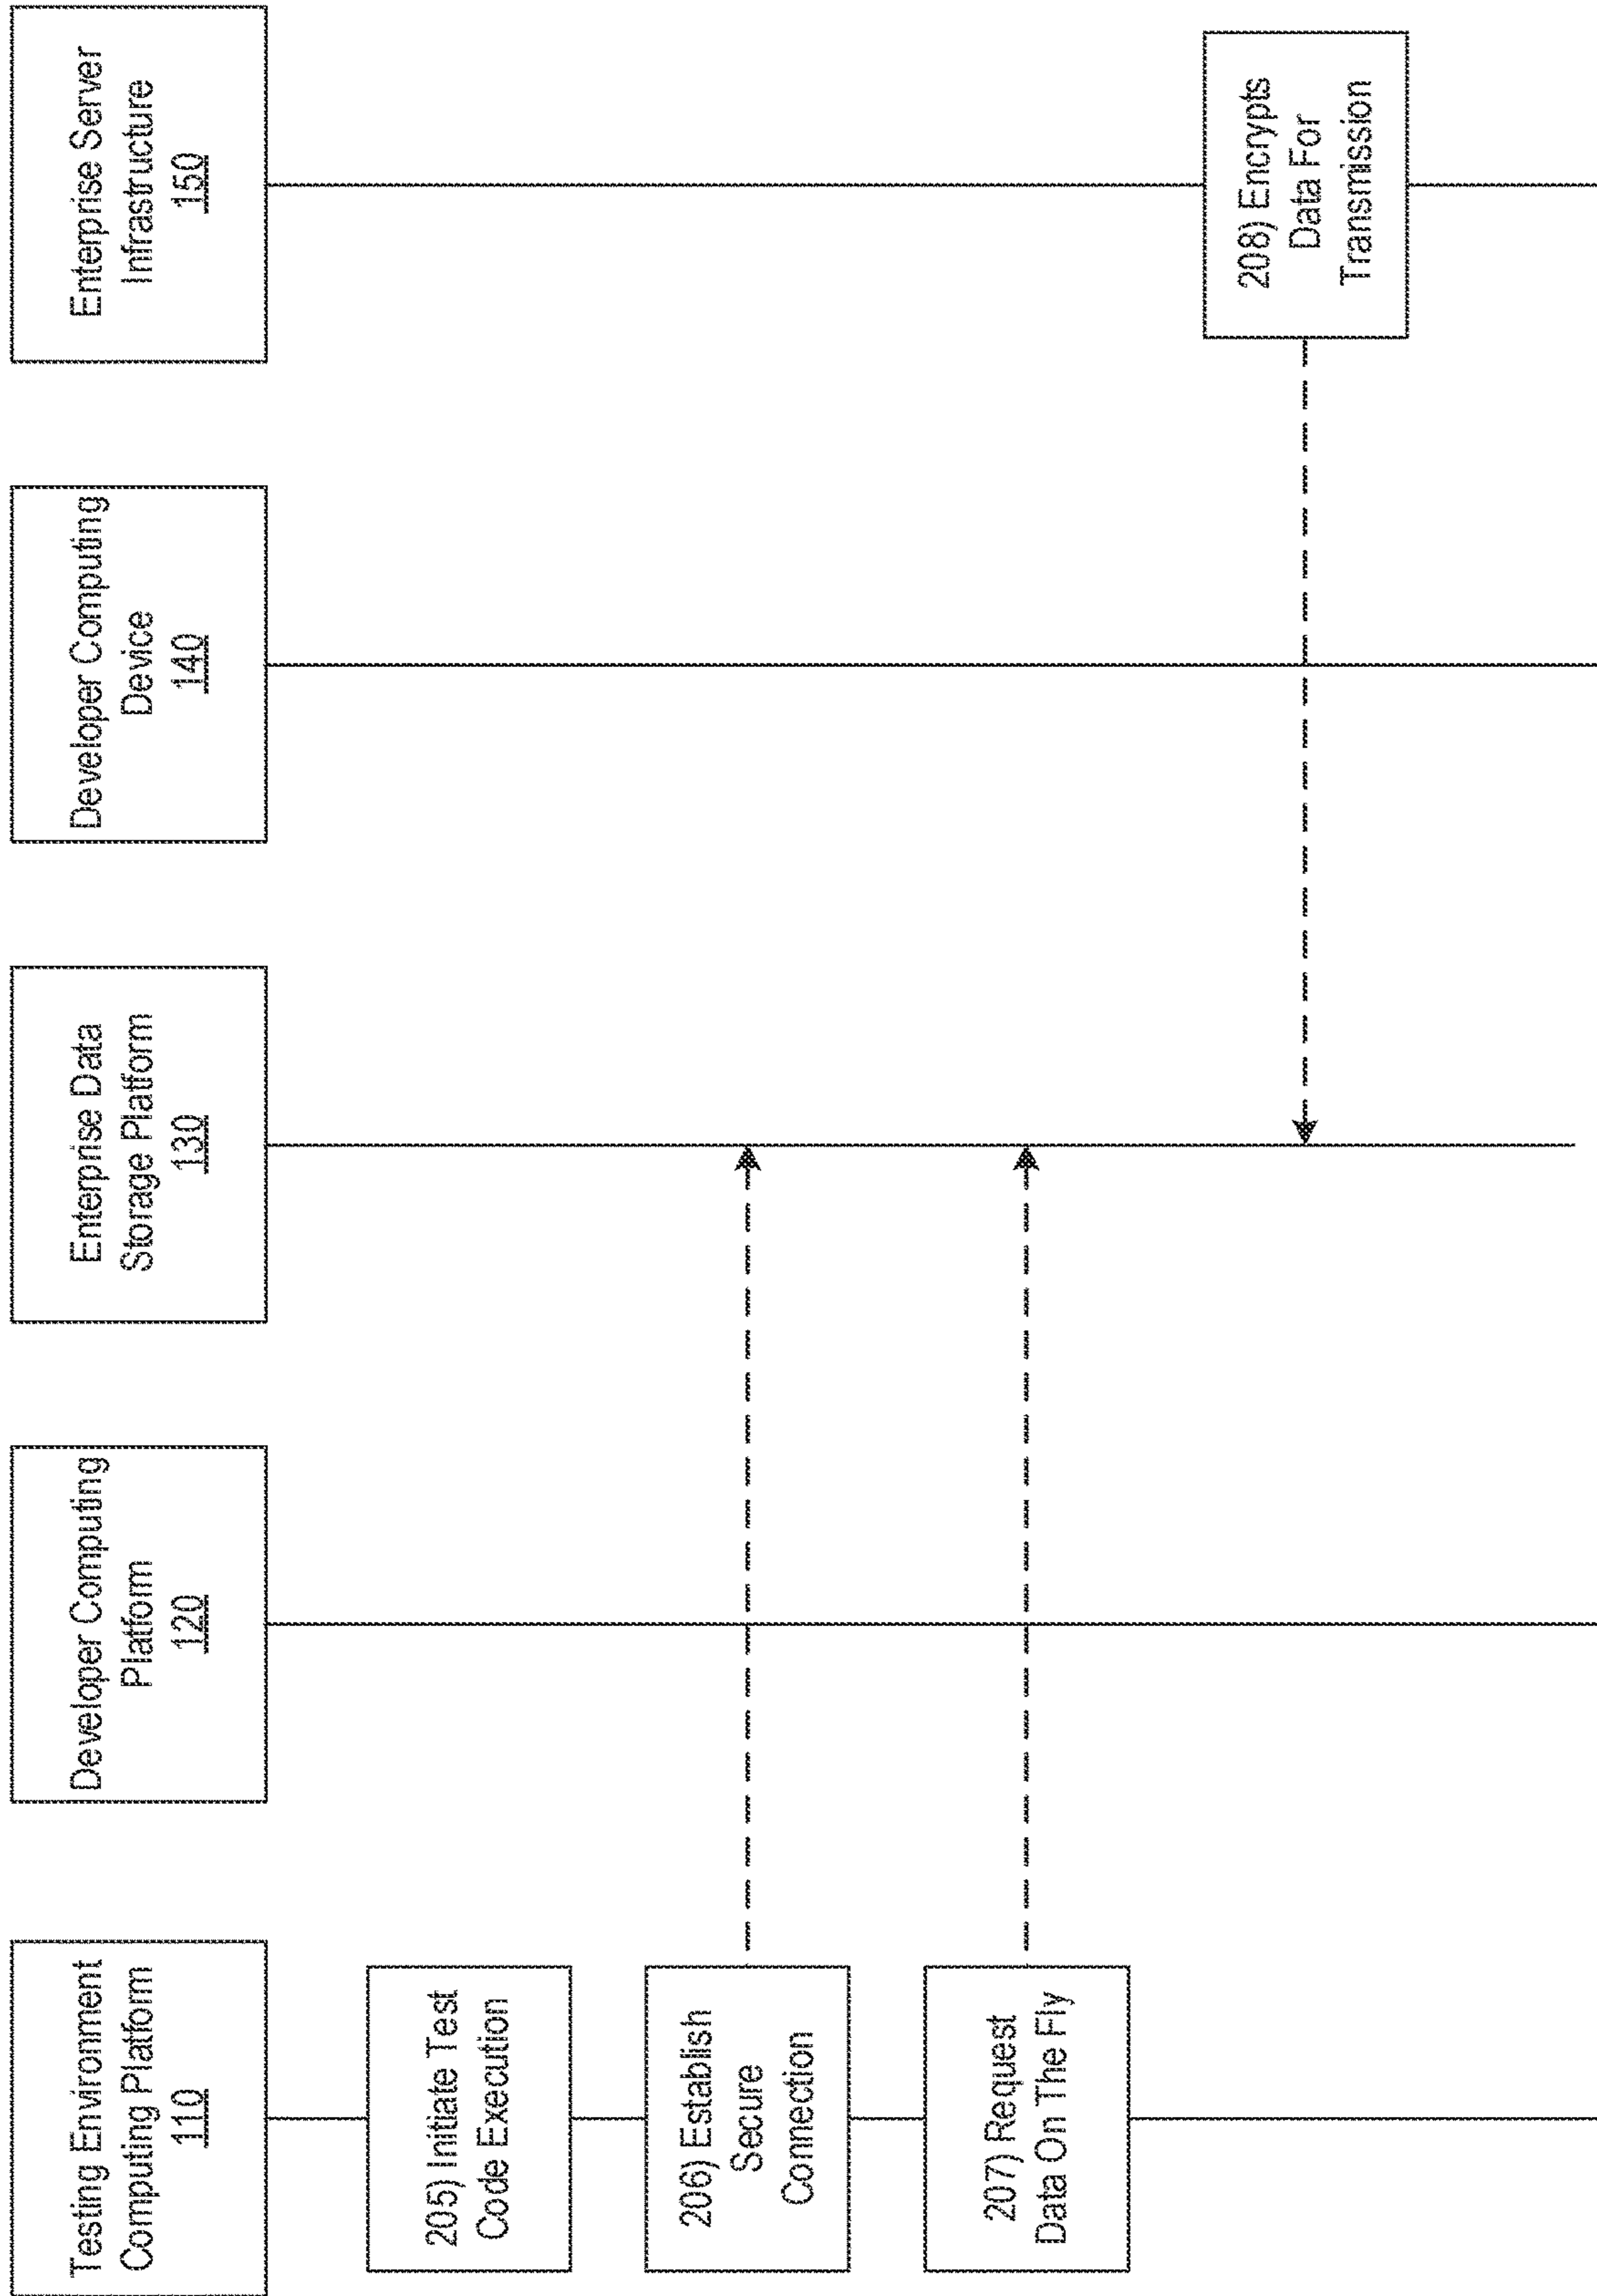 Testing Environment
Computing Platform
110
Developer Computing
Platform
120
Enterprise Data
Storage Platform
130
Developer Computing
Device
140
Enterprise Server
Infrastructure
150
205) Initiate Test
Code Execution
206) Establish
Secure
Connection
207) Request
Data On The Fly
208) Encrypts
Data For
Transmission